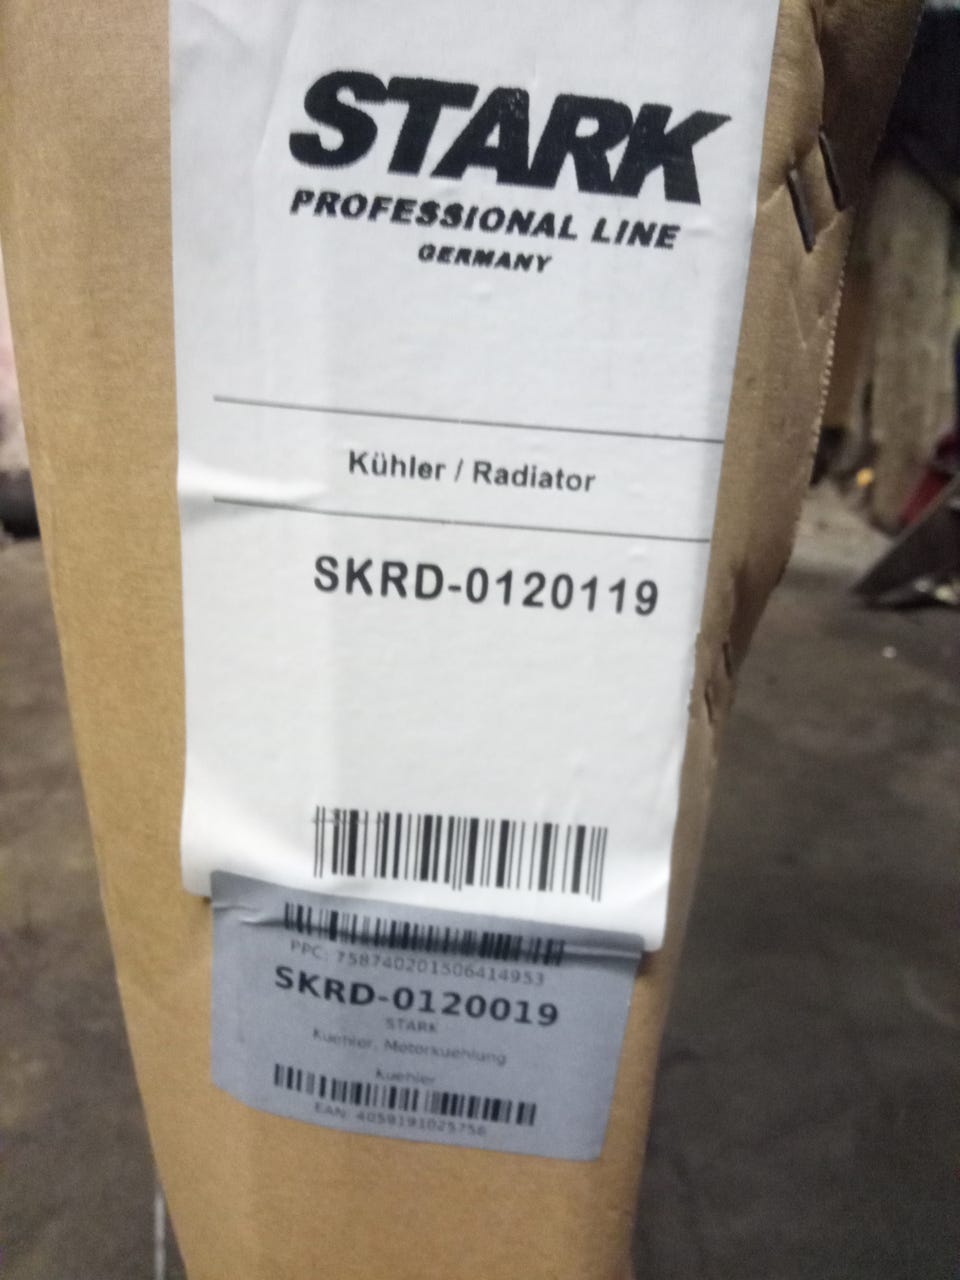 STARK
PROFESSIONAL LINE
GERMANY
Kühler / Radiator
SKRD-0120119
PPC: 758740201506414953
SKRD-0120019
STARK
Kuehler, Motorkuehlung
Kuehler
EAN: 4059191025756